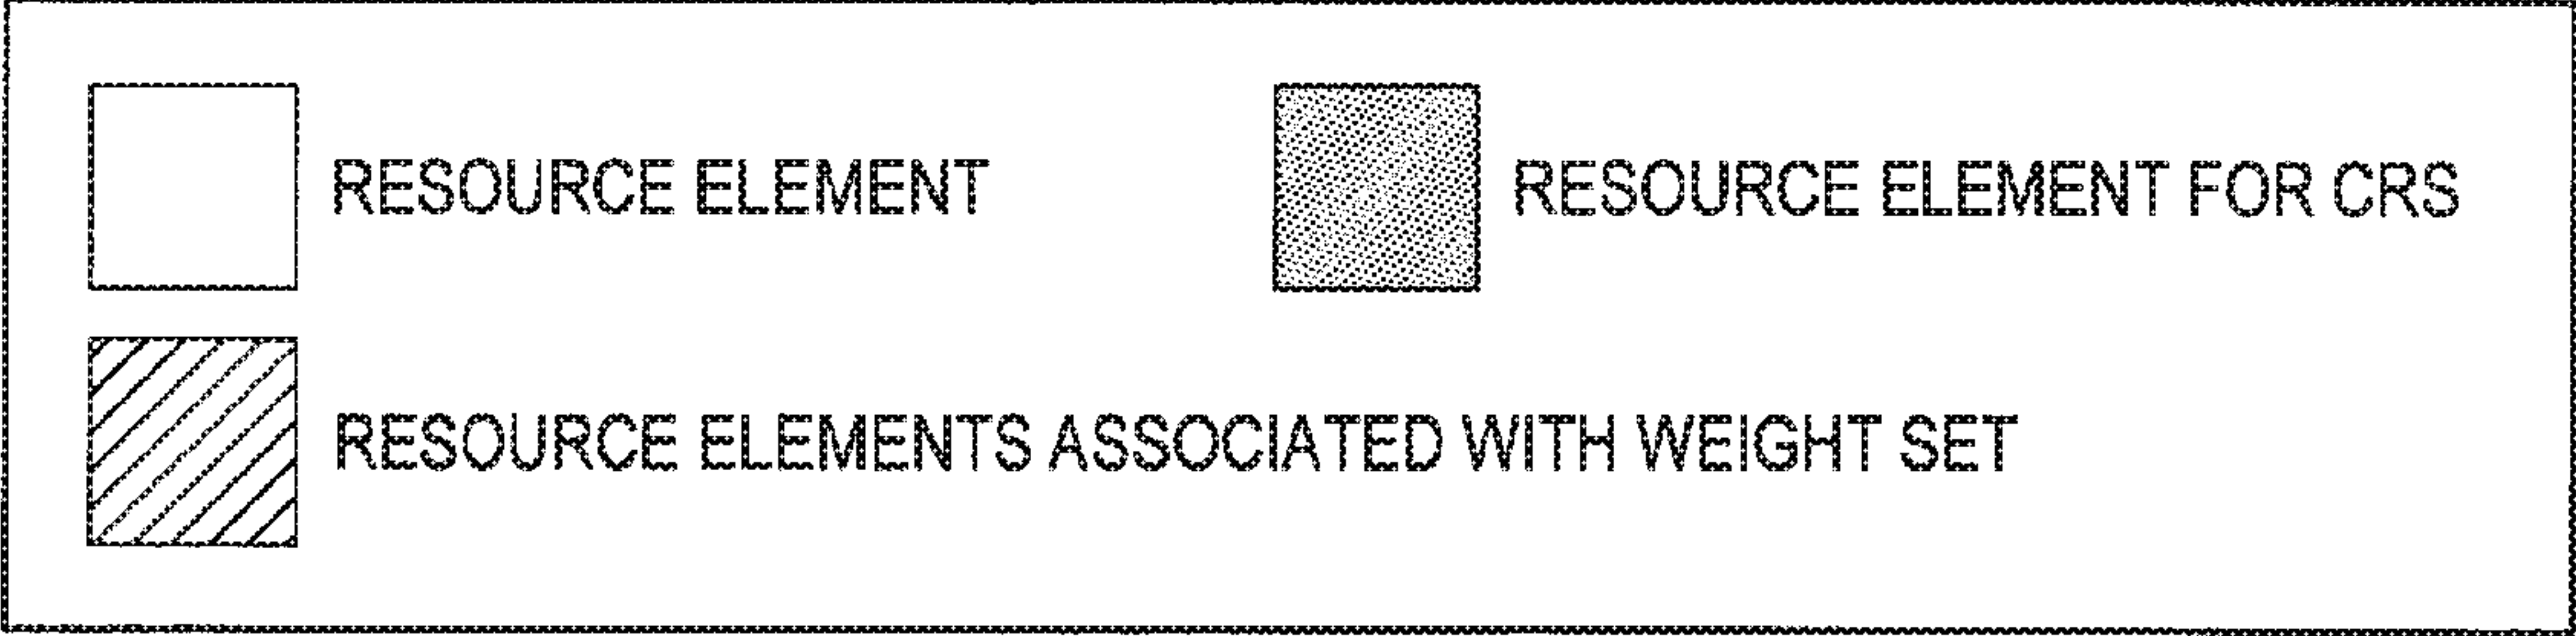 RESOURCE ELEMENT
RESOURCE ELEMENT FOR CRS
RESOURCE ELEMENTS ASSOCIATED WITH WEIGHT SET